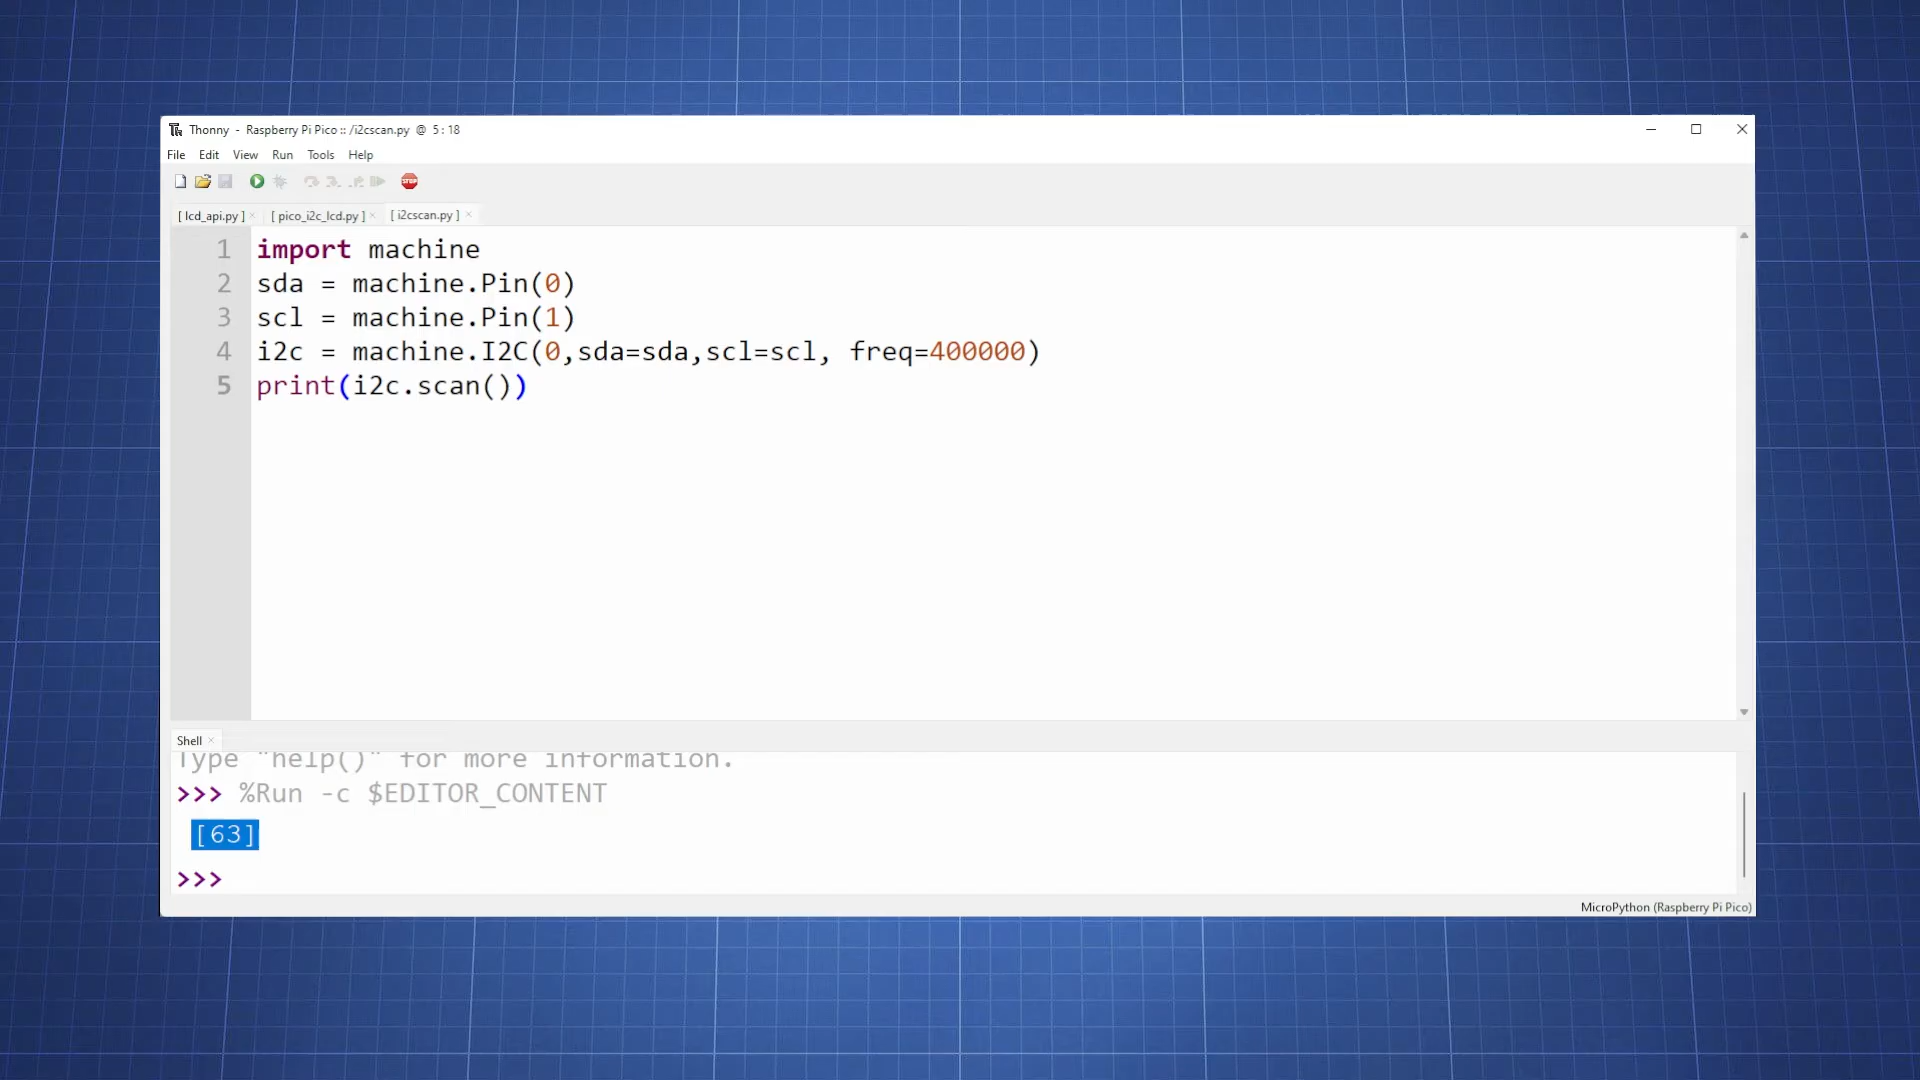 Thonny - Raspberry Pi Pico :: /i2cscan.py @ 5 : 18
File Edit View Run Tools Help
STOP
[ lcd_api.py ] × [ pico_i2c_lcd.py ] × [ i2cscan.py ] ×
1 import machine
2 sda = machine.Pin(0)
3 scl = machine.Pin(1)
4 i2c = machine.I2C(0,sda=sda,scl=scl, freq=400000)
5 print(i2c.scan())
Shell ×
Type "help()" for more information.
>>> %Run -c $EDITOR_CONTENT
[63]
>>>
MicroPython (Raspberry Pi Pico)